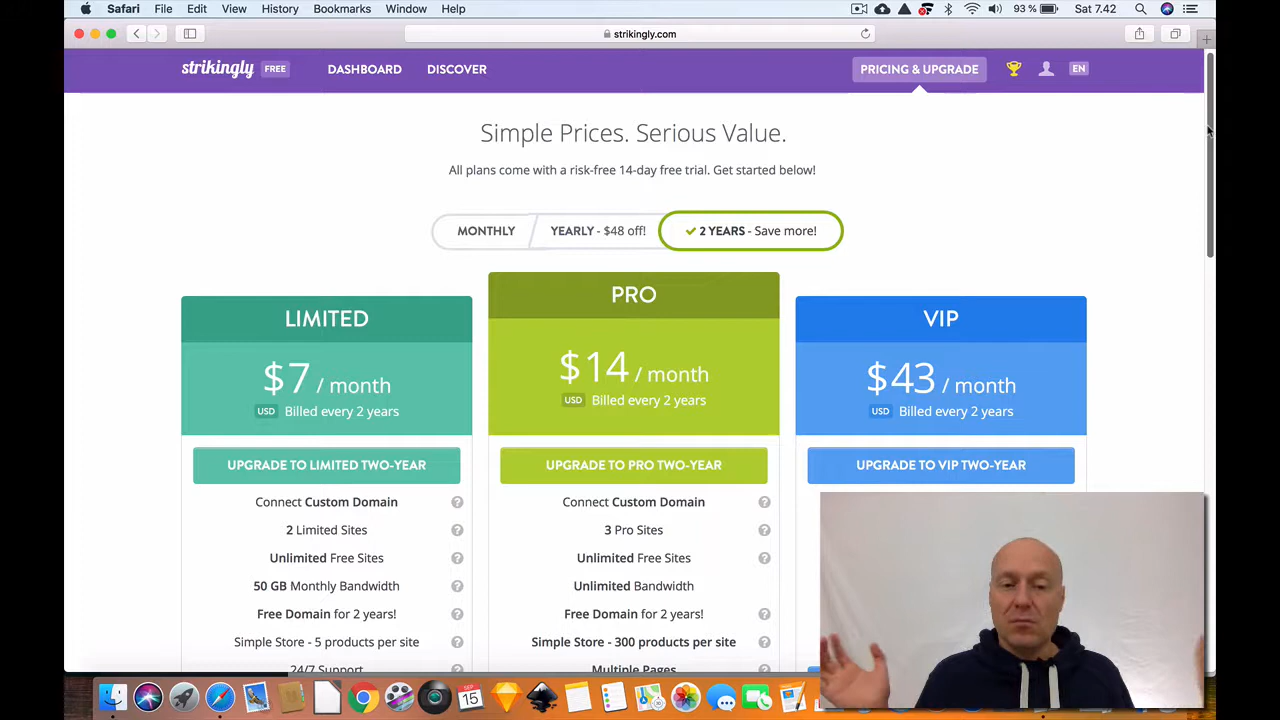 Safari File Edit View History Bookmarks Window Help 93 % Sat 7.42
strikingly.com
strikingly FREE DASHBOARD DISCOVER PRICING & UPGRADE EN
Simple Prices. Serious Value.
All plans come with a risk-free 14-day free trial. Get started below!
MONTHLY YEARLY - $48 off! 2 YEARS - Save more!
LIMITED
$7 / month
USD Billed every 2 years
UPGRADE TO LIMITED TWO-YEAR
Connect Custom Domain ?
2 Limited Sites ?
Unlimited Free Sites ?
50 GB Monthly Bandwidth ?
Free Domain for 2 years! ?
Simple Store - 5 products per site ?
24/7 Support ?
PRO
$14 / month
USD Billed every 2 years
UPGRADE TO PRO TWO-YEAR
Connect Custom Domain ?
3 Pro Sites ?
Unlimited Free Sites ?
Unlimited Bandwidth
Free Domain for 2 years! ?
Simple Store - 300 products per site ?
Multiple Pages ?
VIP
$43 / month
USD Billed every 2 years
UPGRADE TO VIP TWO-YEAR
SEP
15